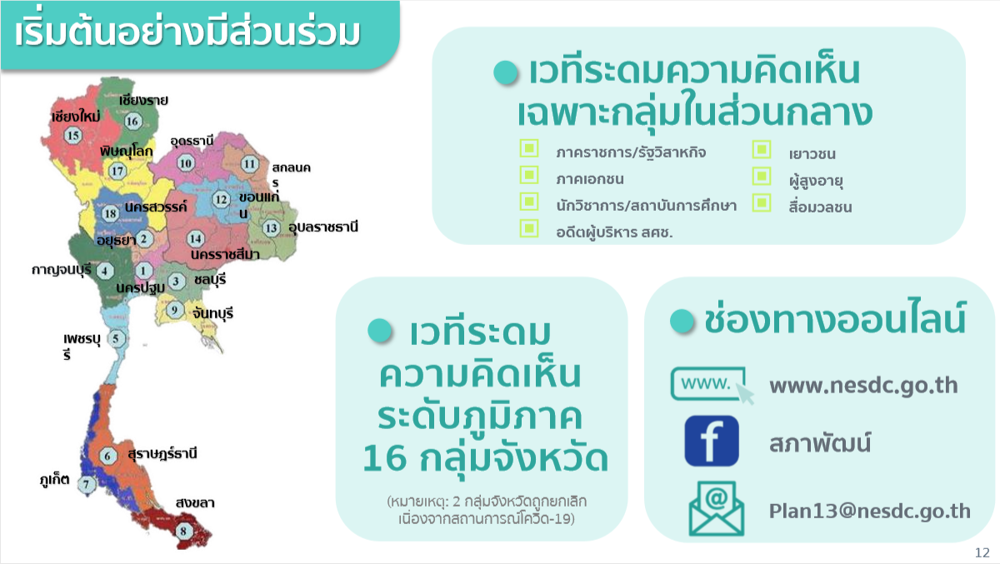 เริ่มต้นอย่างมีส่วนร่วม
เชียงราย
เชียงใหม่
16
15
อุดรธานี
พิษณุโลก
10
11
สกลนค
ร
17
12
ขอนแก่
น
นครสวรรค์
18
13
อุบลราชธานี
อยุธยา
2
14
นครราชสีมา
กาญจนบุรี
4
1
3
ชลบุรี
นครปฐม
9
จันทบุรี
เพชรบุ
รี
5
6
สุราษฎร์ธานี
ภูเก็ต
7
สงขลา
8
เวทีระดมความคิดเห็น
เฉพาะกลุ่มในส่วนกลาง
ภาคราชการ/รัฐวิสาหกิจ
ภาคเอกชน
นักวิชาการ/สถาบันการศึกษา
อดีตผู้บริหาร สศช.
เยาวชน
ผู้สูงอายุ
สื่อมวลชน
เวทีระดม
ความคิดเห็น
ระดับภูมิภาค
16 กลุ่มจังหวัด
(หมายเหตุ: 2 กลุ่มจังหวัดถูกยกเลิก
เนื่องจากสถานการณ์โควิด-19)
ช่องทางออนไลน์
www.
www.nesdc.go.th
f
สภาพัฒน์
@
Plan13@nesdc.go.th
12